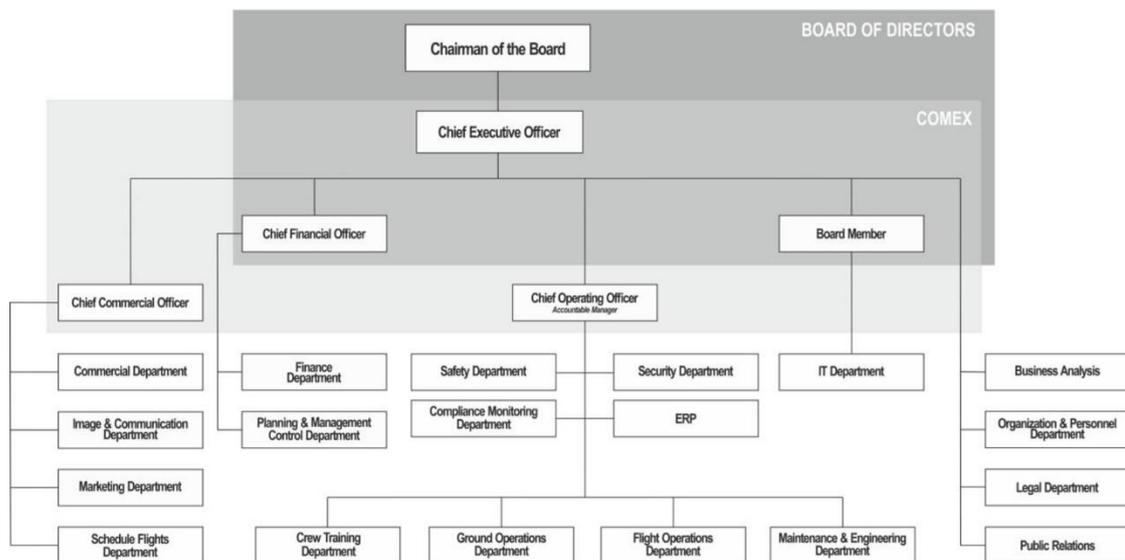 BOARD OF DIRECTORS
Chairman of the Board
COMEX
Chief Executive Officer
Chief Financial Officer
Board Member
Chief Commercial Officer
Chief Operating Officer
Accountable Manager
Commercial Department
Finance
Department
Safety Department
Security Department
IT Department
Business Analysis
Image & Communication
Department
Planning & Management
Control Department
Compliance Monitoring
Department
ERP
Organization & Personnel
Department
Marketing Department
Legal Department
Schedule Flights
Department
Crew Training
Department
Ground Operations
Department
Flight Operations
Department
Maintenance & Engineering
Department
Public Relations